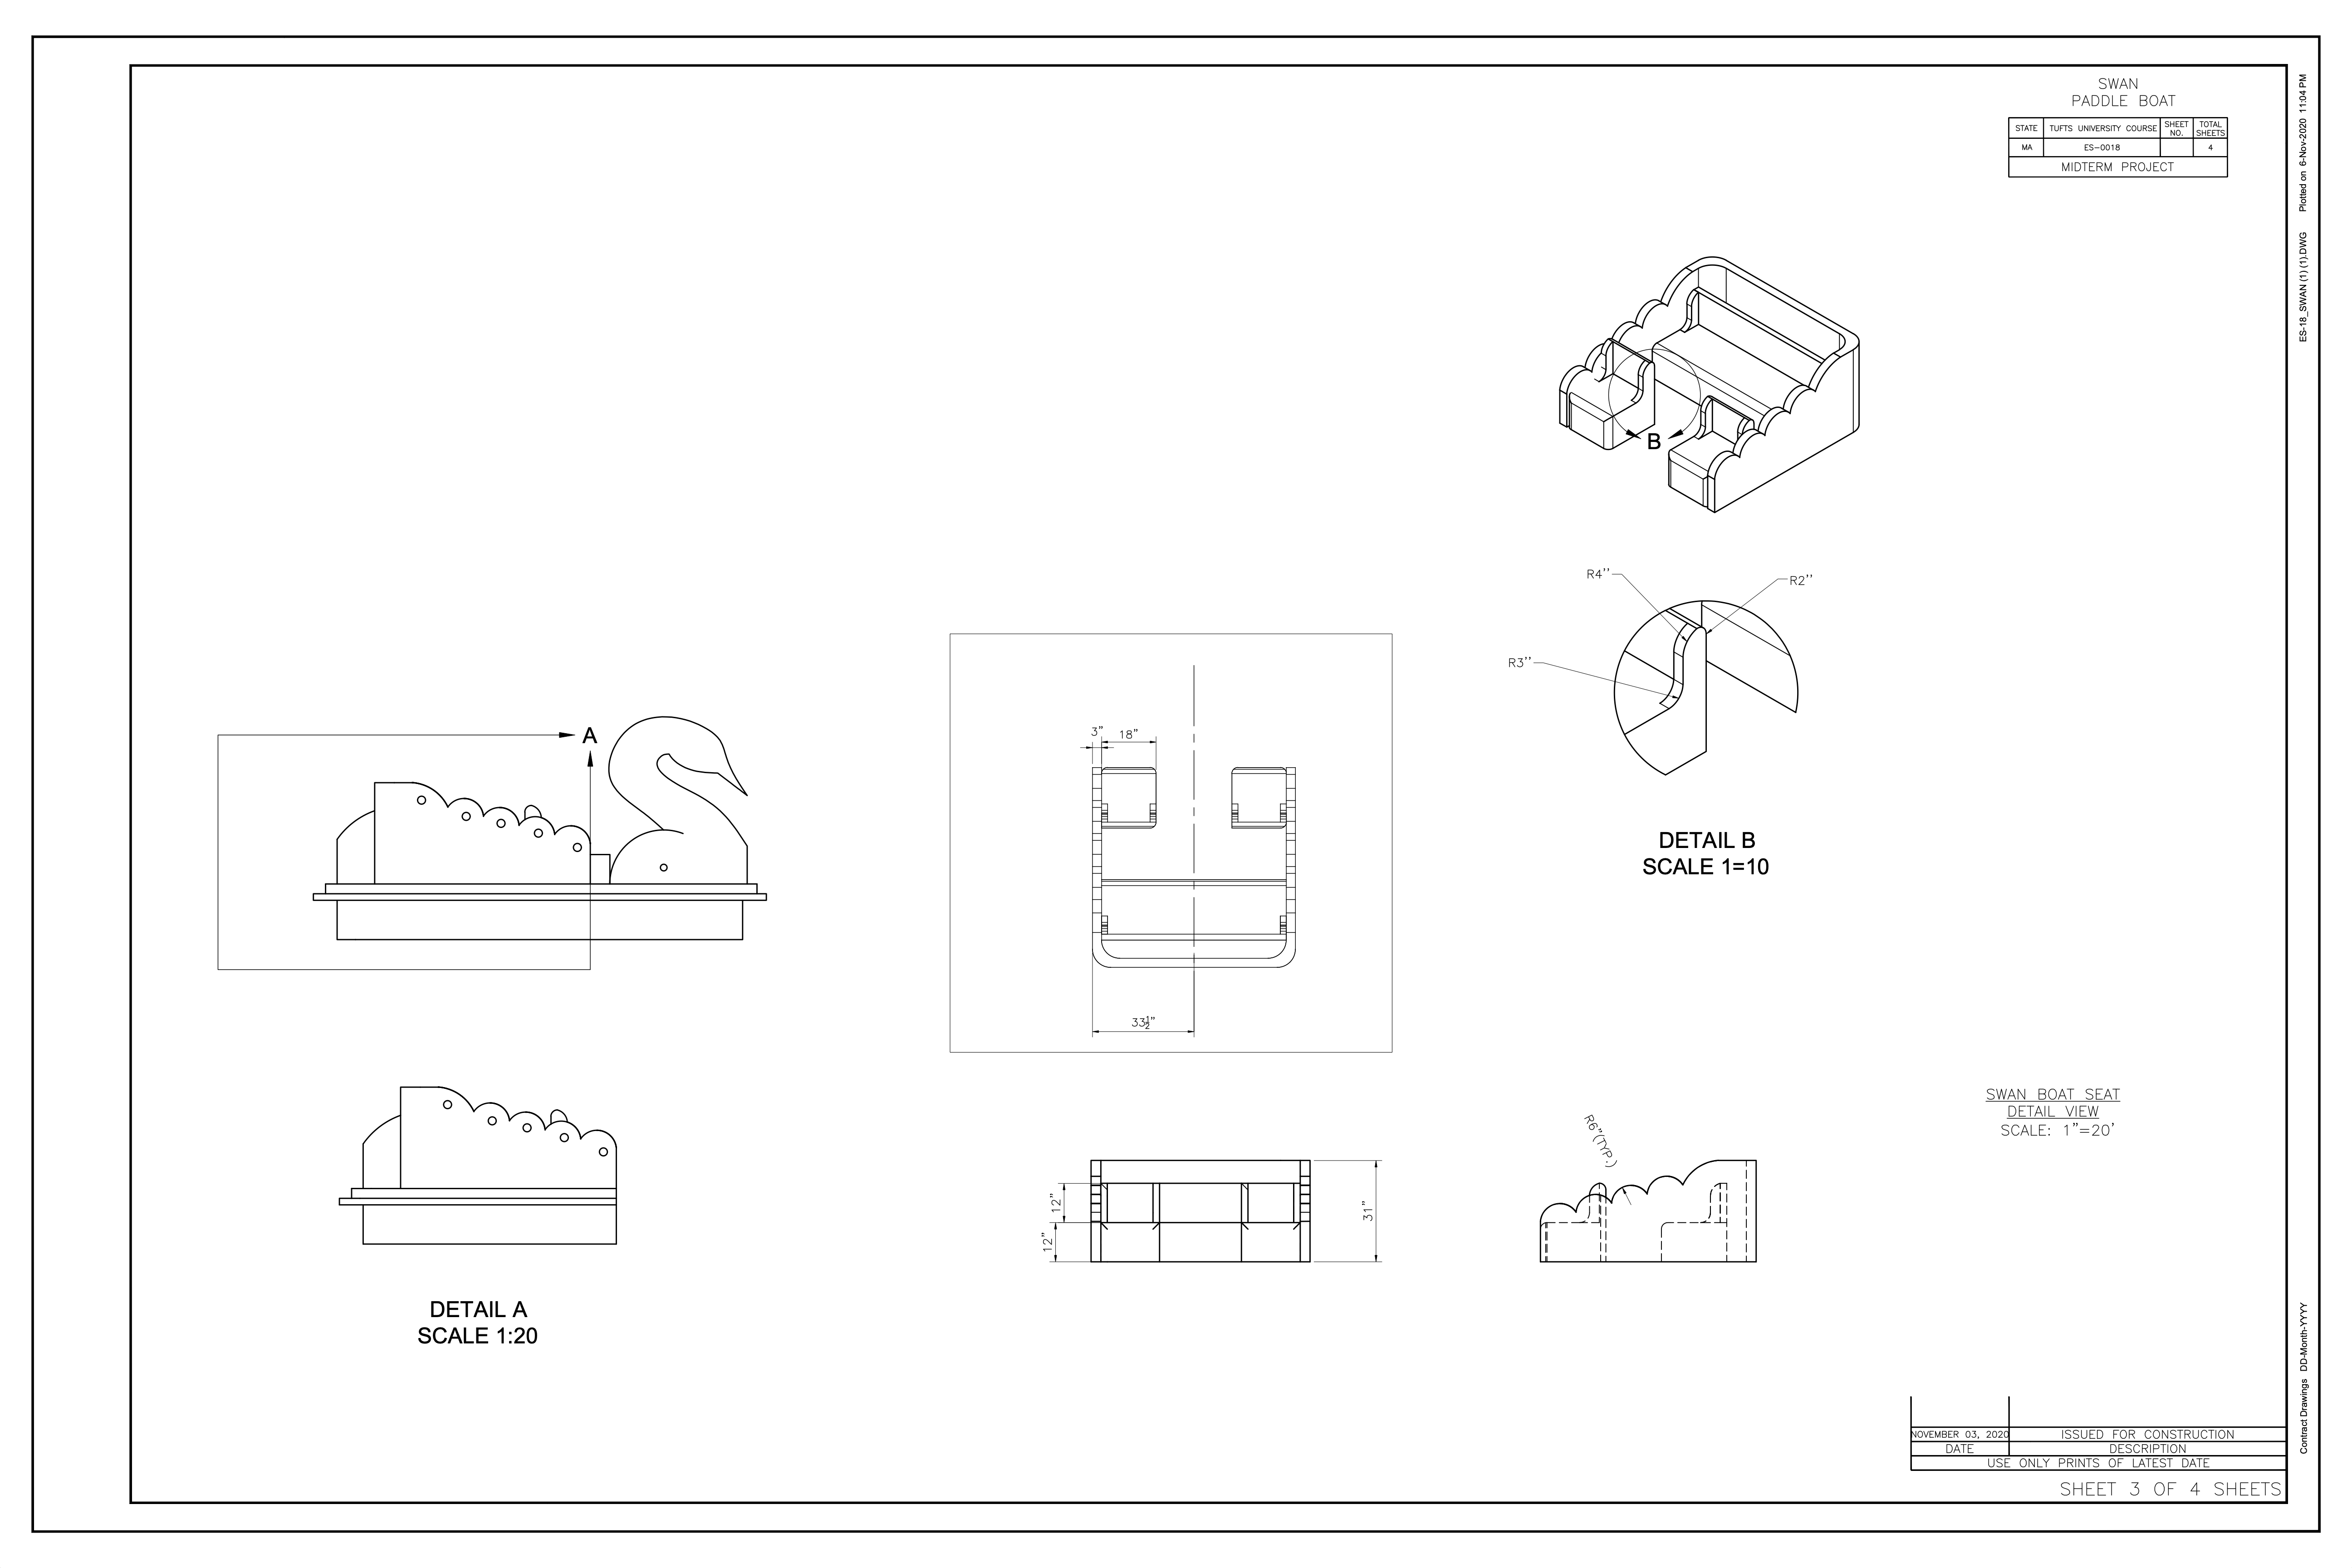 SWAN
PADDLE BOAT
STATE TUFTS UNIVERSITY COURSE SHEET NO. TOTAL SHEETS
MA ES-0018 4
MIDTERM PROJECT
ES-18_SWAN (1) (1).DWG Plotted on 6-Nov-2020 11:04 PM
B
R4''
R2''
R3''
DETAIL B
SCALE 1=10
A
3"
18"
33½"
DETAIL A
SCALE 1:20
12"
12"
31"
R6"(TYP.)
SWAN BOAT SEAT
DETAIL VIEW
SCALE: 1"=20'
Contract Drawings DD-Month-YYYY
NOVEMBER 03, 2020 ISSUED FOR CONSTRUCTION
DATE DESCRIPTION
USE ONLY PRINTS OF LATEST DATE
SHEET 3 OF 4 SHEETS